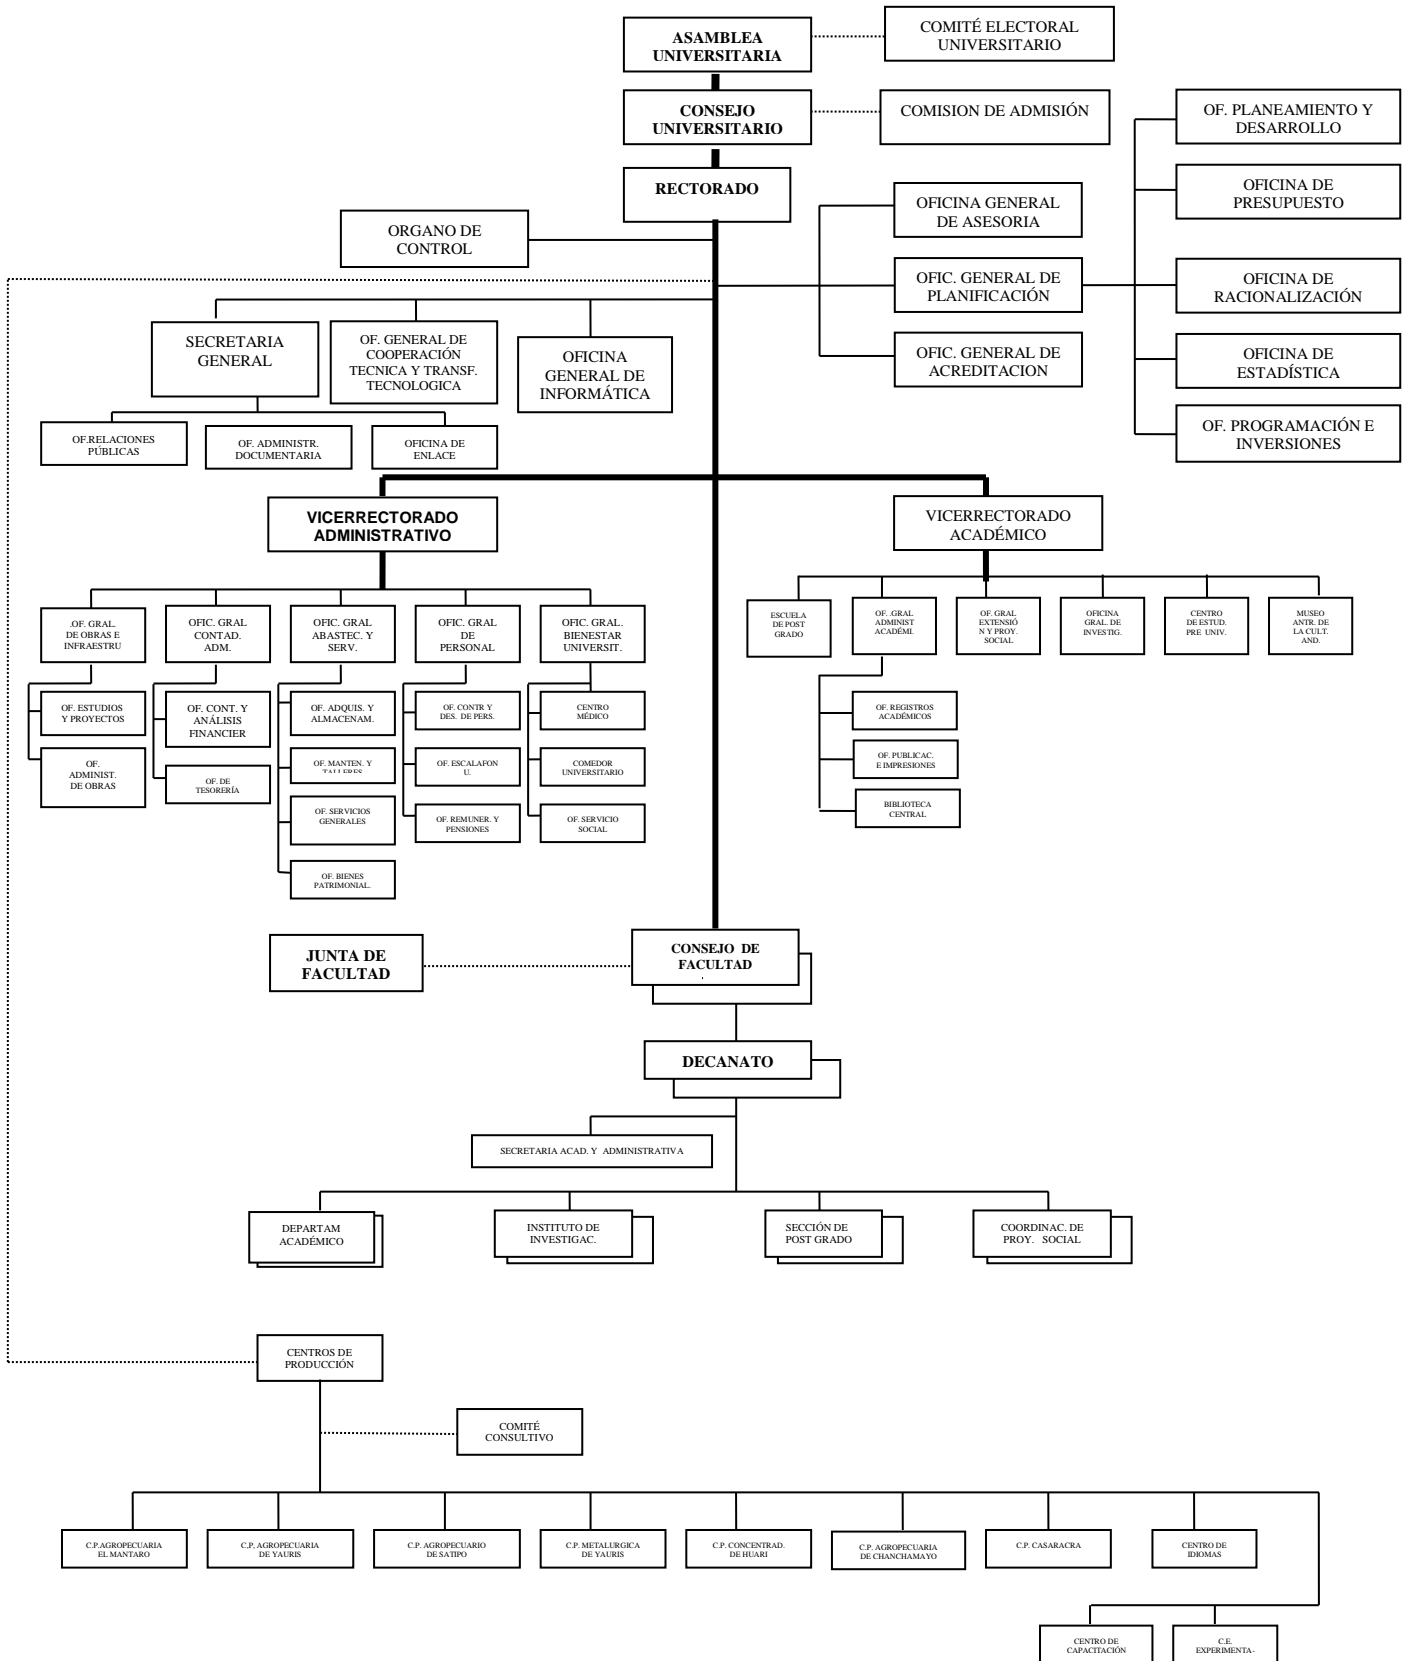 ASAMBLEA
UNIVERSITARIA
COMITÉ ELECTORAL
UNIVERSITARIO
CONSEJO
UNIVERSITARIO
COMISION DE ADMISIÓN
OF. PLANEAMIENTO Y
DESARROLLO
RECTORADO
OFICINA GENERAL
DE ASESORIA
OFICINA DE
PRESUPUESTO
ORGANO DE
CONTROL
OFIC. GENERAL DE
PLANIFICACIÓN
OFICINA DE
RACIONALIZACIÓN
SECRETARIA
GENERAL
OF. GENERAL DE
COOPERACIÓN
TECNICA Y TRANSF.
TECNOLOGICA
OFICINA
GENERAL DE
INFORMÁTICA
OFIC. GENERAL DE
ACREDITACION
OFICINA DE
ESTADÍSTICA
OF.RELACIONES
PÚBLICAS
OF. ADMINISTR.
DOCUMENTARIA
OFICINA DE
ENLACE
OF. PROGRAMACIÓN E
INVERSIONES
VICERRECTORADO
ADMINISTRATIVO
VICERRECTORADO
ACADÉMICO
.OF. GRAL.
DE OBRAS E
INFRAESTRU
OFIC. GRAL
CONTAD.
ADM.
OFIC. GRAL
ABASTEC. Y
SERV.
OFIC. GRAL
DE
PERSONAL
OFIC. GRAL.
BIENESTAR
UNIVERSIT.
ESCUELA
DE POST
GRADO
OF. .GRAL
ADMINIST
ACADÉMI.
OF. GRAL
EXTENSIÓ
N Y PROY.
SOCIAL
OFICINA
GRAL. DE
INVESTIG.
CENTRO
DE ESTUD.
PRE UNIV.
MUSEO
ANTR. DE
LA CULT.
AND.
OF. ESTUDIOS
Y PROYECTOS
OF. CONT. Y
ANÁLISIS
FINANCIER
OF. ADQUIS. Y
ALMACENAM.
OF. CONTR Y
DES. DE PERS.
CENTRO
MÉDICO
OF. REGISTROS
ACADÉMICOS
OF.
ADMINIST.
DE OBRAS
OF. DE
TESORERÍA
OF. MANTEN. Y
TALLERES
OF. ESCALAFON
U.
COMEDOR
UNIVERSITARIO
OF. PUBLICAC.
E IMPRESIONES
OF. SERVICIOS
GENERALES
OF. REMUNER. Y
PENSIONES
OF. SERVICIO
SOCIAL
BIBLIOTECA
CENTRAL
OF. BIENES
PATRIMONIAL.
JUNTA DE
FACULTAD
CONSEJO DE
FACULTAD
.
DECANATO
SECRETARIA ACAD. Y ADMINISTRATIVA
DEPARTAM
ACADÉMICO
INSTITUTO DE
INVESTIGAC.
SECCIÓN DE
POST GRADO
COORDINAC. DE
PROY. SOCIAL
CENTROS DE
PRODUCCIÓN
COMITÉ
CONSULTIVO
C.P.AGROPECUARIA
EL MANTARO
C.P, AGROPECUARIA
DE YAURIS
C.P. AGROPECUARIO
DE SATIPO
C.P. METALURGICA
DE YAURIS
C.P. CONCENTRAD.
DE HUARI
C.P. AGROPECUARIA
DE CHANCHAMAYO
C.P. CASARACRA
CENTRO DE
IDIOMAS
CENTRO DE
CAPACITACIÓN
C.E.
EXPERIMENTA-